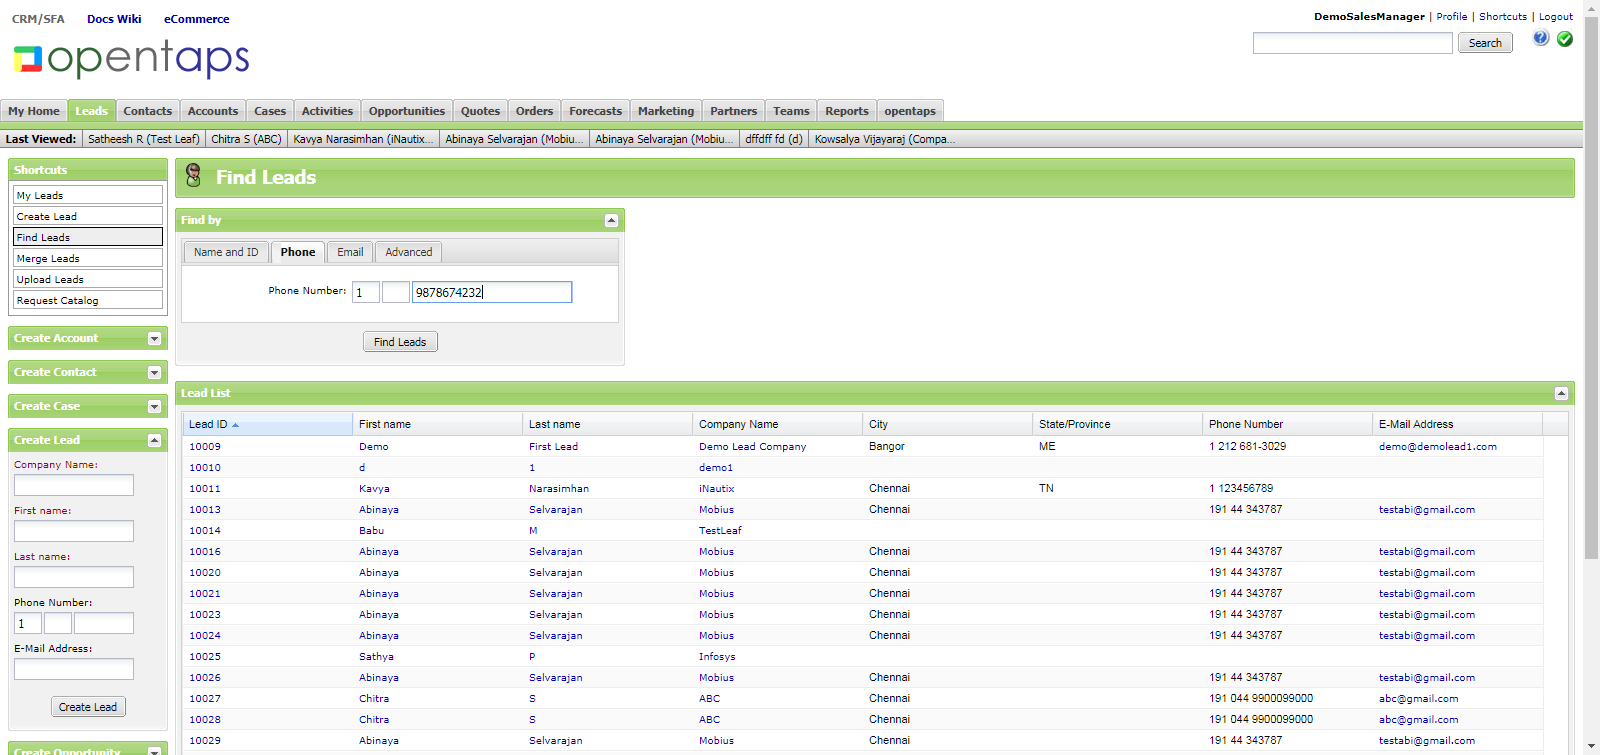 CRM/SFA Docs Wiki eCommerce
DemoSalesManager | Profile | Shortcuts | Logout
opentaps
Search
My Home Leads Contacts Accounts Cases Activities Opportunities Quotes Orders Forecasts Marketing Partners Teams Reports opentaps
Last Viewed: Satheesh R (Test Leaf) Chitra S (ABC) Kavya Narasimhan (iNautix... Abinaya Selvarajan (Mobiu... Abinaya Selvarajan (Mobiu... dffdff fd (d) Kowsalya Vijayaraj (Compa...
Shortcuts
My Leads
Create Lead
Find Leads
Merge Leads
Upload Leads
Request Catalog
Create Account
Create Contact
Create Case
Create Lead
Company Name:
First name:
Last name:
Phone Number:
1
E-Mail Address:
Create Lead
Create Opportunity
Find Leads
Find by
Name and ID Phone Email Advanced
Phone Number: 1 9878674232
Find Leads
Lead List
Lead ID First name Last name Company Name City State/Province Phone Number E-Mail Address
10009 Demo First Lead Demo Lead Company Bangor ME 1 212 681-3029 demo@demolead1.com
10010 d 1 demo1
10011 Kavya Narasimhan iNautix Chennai TN 1 123456789
10013 Abinaya Selvarajan Mobius Chennai 191 44 343787 testabi@gmail.com
10014 Babu M TestLeaf
10016 Abinaya Selvarajan Mobius Chennai 191 44 343787 testabi@gmail.com
10020 Abinaya Selvarajan Mobius Chennai 191 44 343787 testabi@gmail.com
10021 Abinaya Selvarajan Mobius Chennai 191 44 343787 testabi@gmail.com
10023 Abinaya Selvarajan Mobius Chennai 191 44 343787 testabi@gmail.com
10024 Abinaya Selvarajan Mobius Chennai 191 44 343787 testabi@gmail.com
10025 Sathya P Infosys
10026 Abinaya Selvarajan Mobius Chennai 191 44 343787 testabi@gmail.com
10027 Chitra S ABC Chennai 191 044 9900099000 abc@gmail.com
10028 Chitra S ABC Chennai 191 044 9900099000 abc@gmail.com
10029 Abinaya Selvarajan Mobius Chennai 191 44 343787 testabi@gmail.com